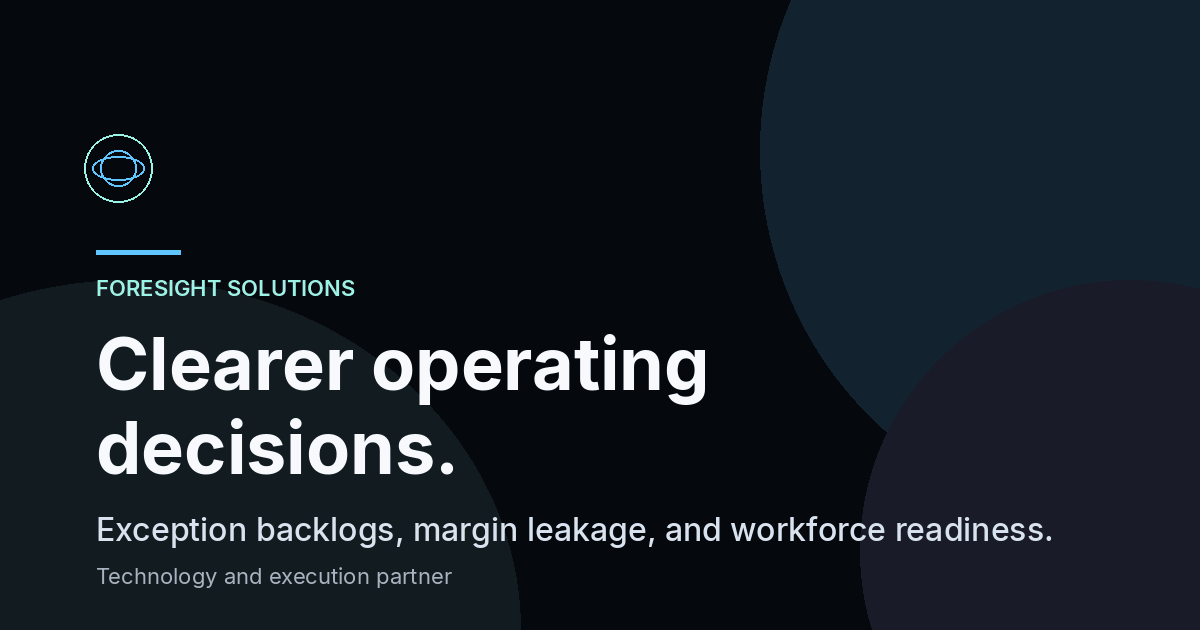 FORESIGHT SOLUTIONS
Clearer operating
decisions.
Exception backlogs, margin leakage, and workforce readiness.
Technology and execution partner